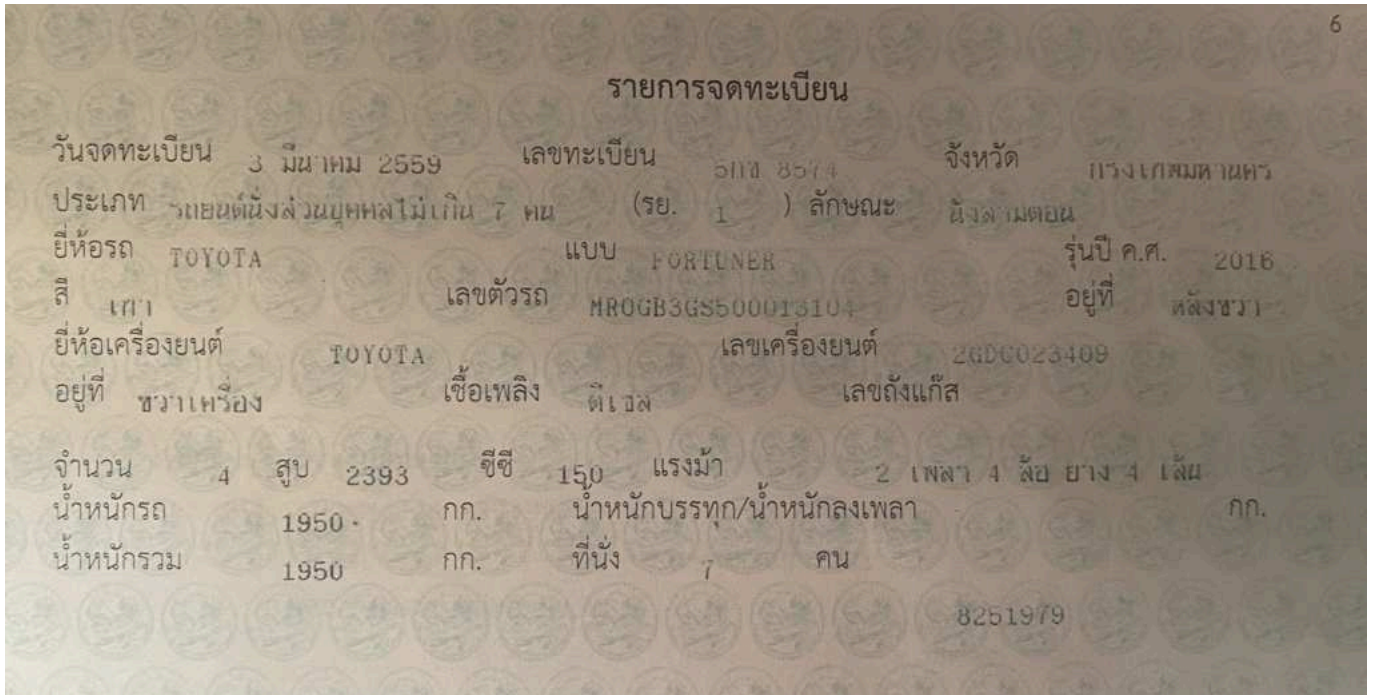 6
รายการจดทะเบียน
วันจดทะเบียน 3 มีนาคม 2559 เลขทะเบียน 8574 จังหวัด กรุงเทพมหานคร
ประเภท รถยนต์นั่งส่วนบุคคลไม่เกิน 7 คน (รย. 1 ) ลักษณะ นั่งสามตอน
ยี่ห้อรถ TOYOTA แบบ FORTUNER รุ่นปี ค.ศ. 2016
สี เทา เลขตัวรถ MR0GB3GS500013104 อยู่ที่ หลังขวา
ยี่ห้อเครื่องยนต์ TOYOTA เลขเครื่องยนต์ 2GDC023409
อยู่ที่ ขวาเครื่อง เชื้อเพลิง ดีเซล เลขถังแก๊ส
จำนวน 4 สูบ 2393 ซีซี 150 แรงม้า 2 เพลา 4 ล้อ ยาง 4 เส้น
น้ำหนักรถ 1950 กก. น้ำหนักบรรทุก/น้ำหนักลงเพลา กก.
น้ำหนักรวม 1950 กก. ที่นั่ง 7 คน
8251979